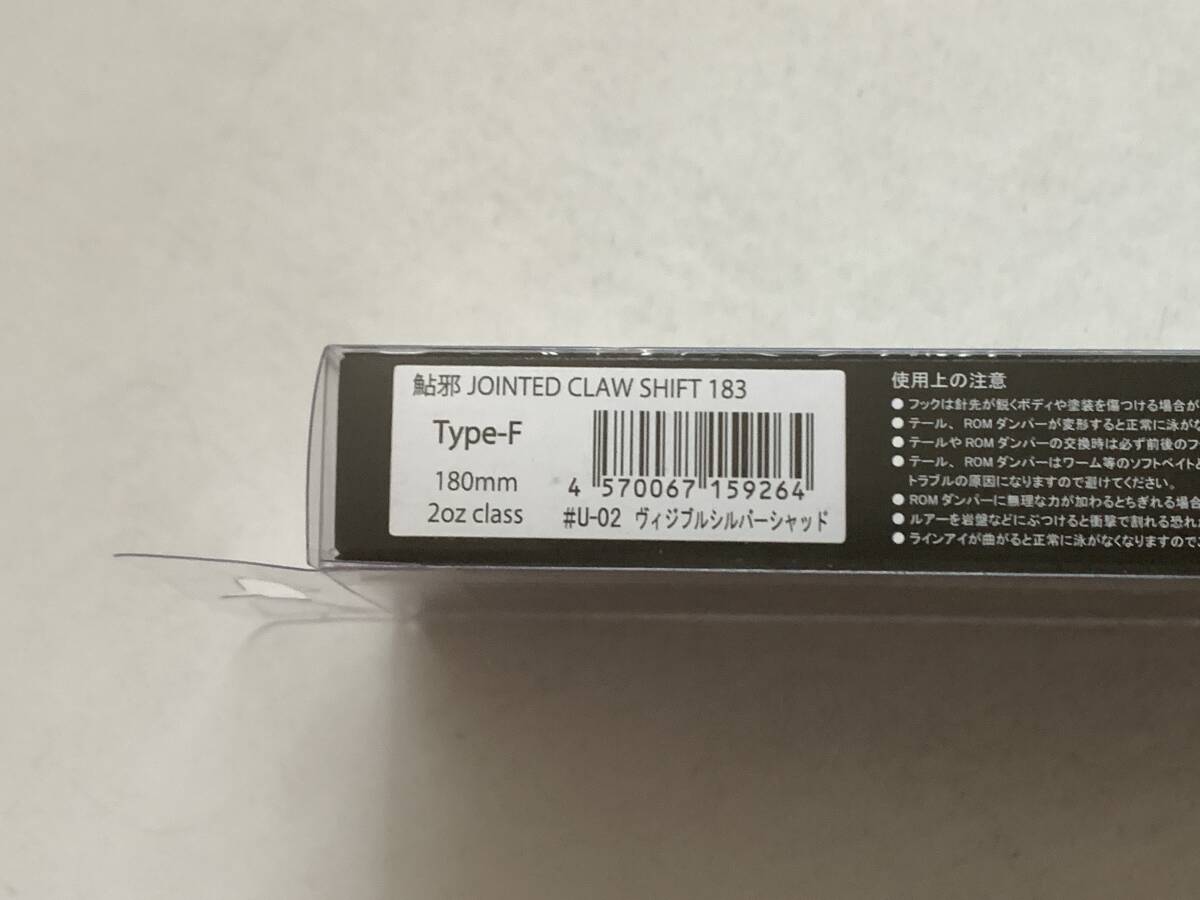 鮎邪 JOINTED CLAW SHIFT 183
Type-F
180mm
2oz class
4 570067 159264
#U-02 ヴィジブルシルバーシャッド
使用上の注意
●フックは針先が鋭くボディや塗装を傷つける場合が
●テール、ROMダンパーが変形すると正常に泳がな
●テールやROMダンパーの交換時は必ず前後のフ
●テール、ROMダンパーはワーム等のソフトベイトと
トラブルの原因になりますので避けてください。
●ROMダンパーに無理な力が加わるとちぎれる場合
●ルアーを岩盤などにぶつけると衝撃で割れる恐れ
●ラインアイが曲がると正常に泳がなくなりますので